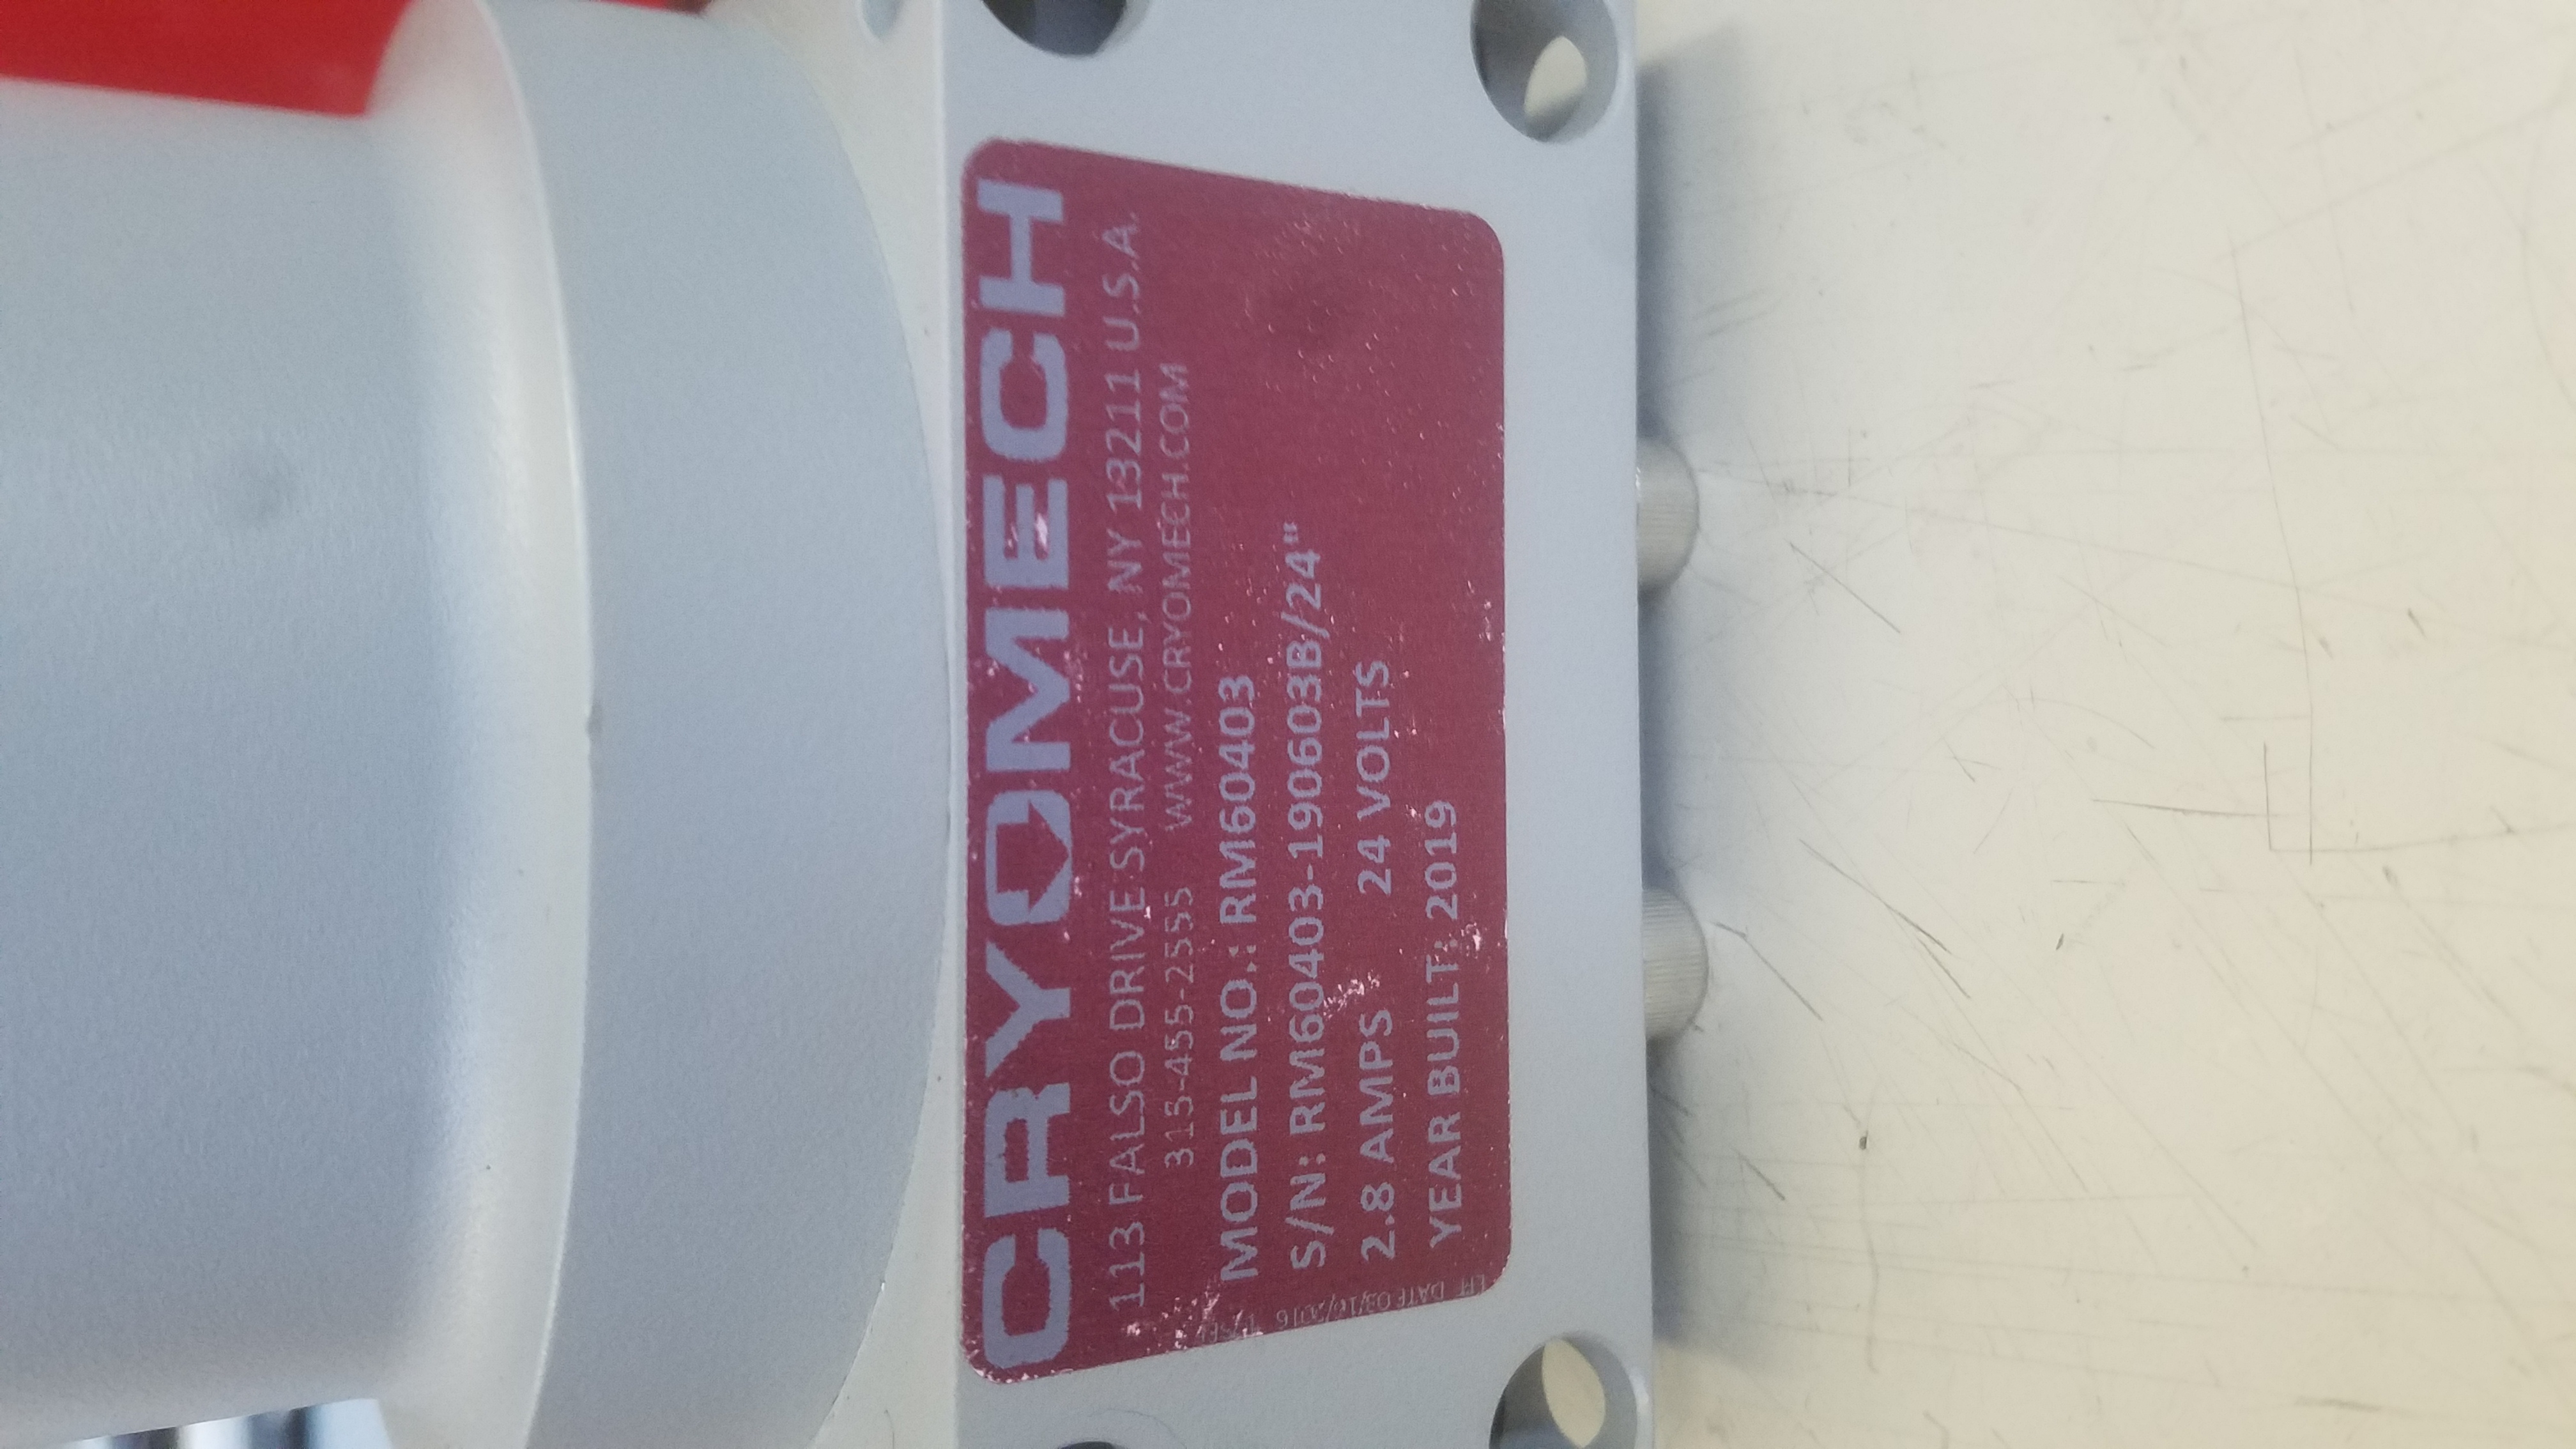 CRYOMECH
113 FALSO DRIVE SYRACUSE, NY 13211 U.S.A.
315-455-2555 WWW.CRYOMECH.COM
MODEL NO.: RM60403
S/N: RM60403-190603B/24"
2.8 AMPS 24 VOLTS
YEAR BUILT: 2019
DATE